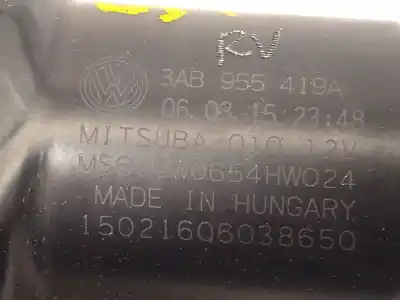 RV
3AB 955 419A
06.03.15 23:48
MITSUBA 010 12V
MADE IN HUNGARY
15021606038650